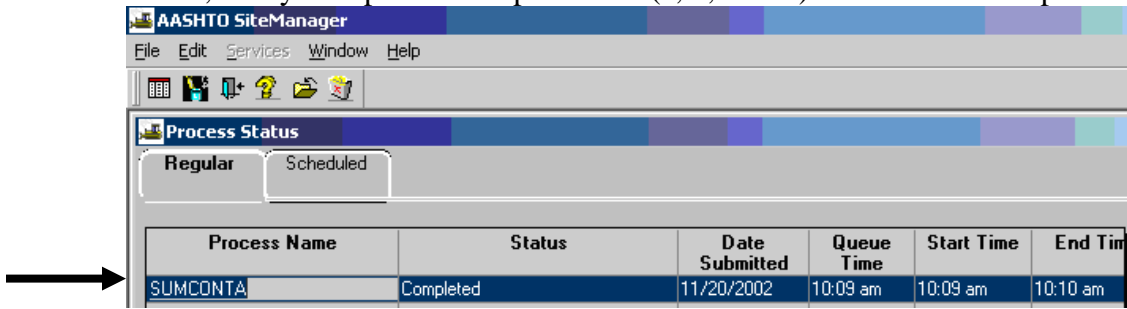 AASHTO SiteManager
File Edit Services Window Help
Process Status
Regular Scheduled
Process Name Status Date Submitted Queue Time Start Time End Tim
SUMCONTA Completed 11/20/2002 10:09 am 10:09 am 10:10 am